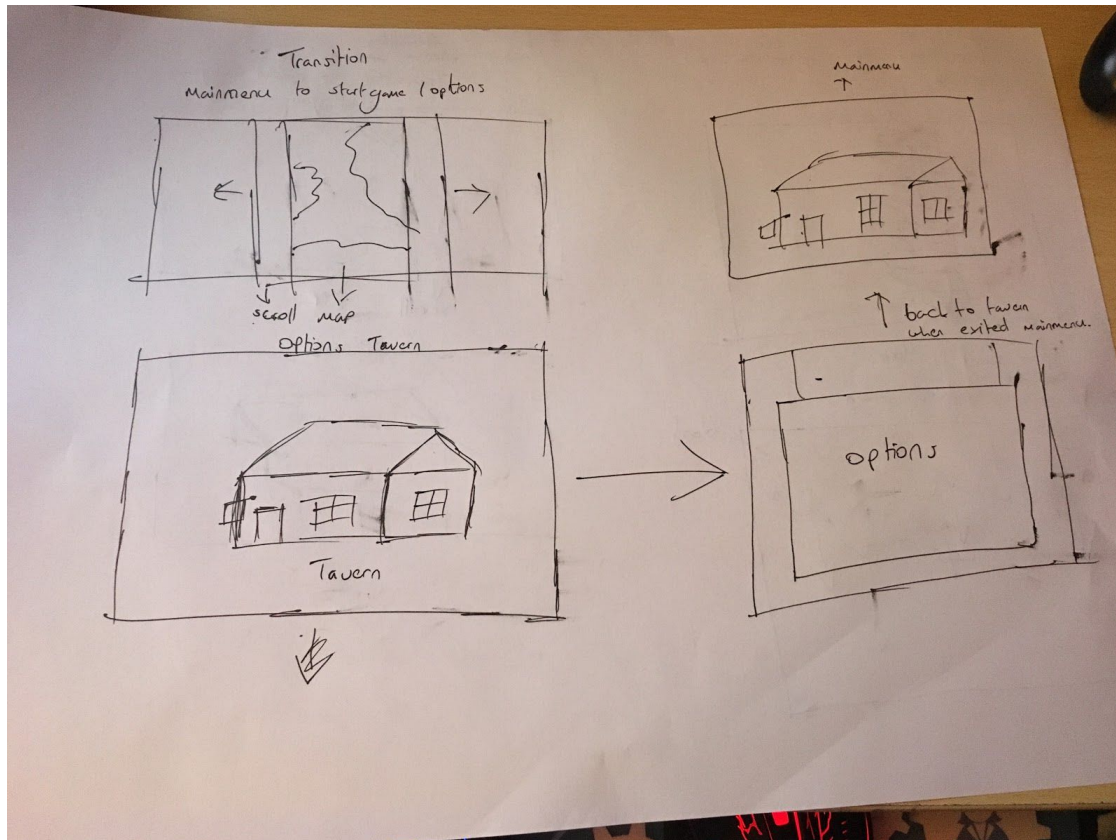 Transition
mainmenu to startgame / options
scroll map
options Tavern
Tavern
mainmenu
back to tavern
when exited mainmenu.
options